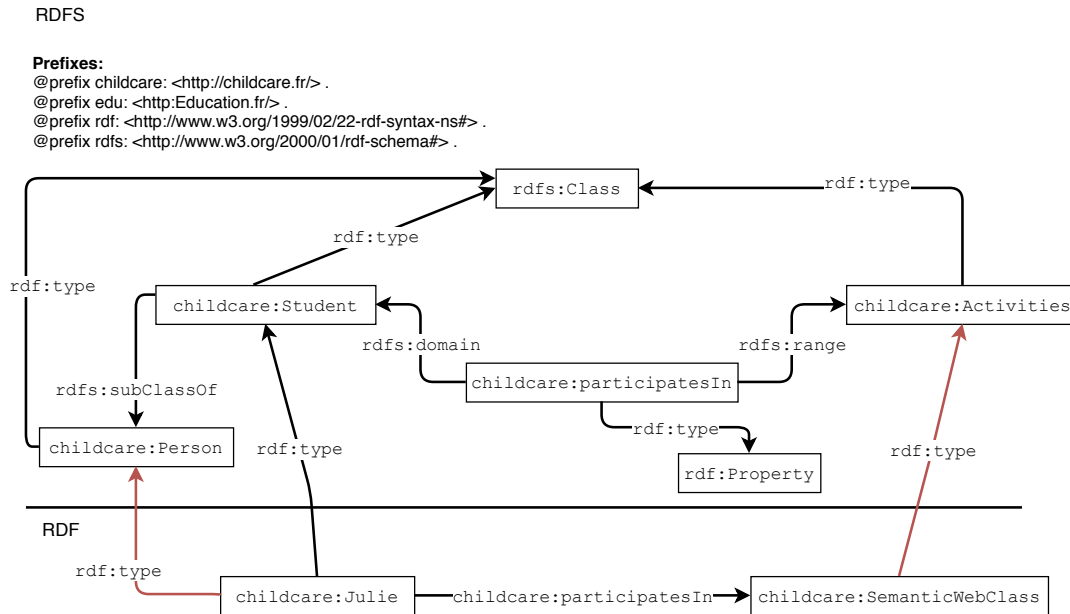 RDFS
Prefixes:
@prefix childcare: <http://childcare.fr/> .
@prefix edu: <http:Education.fr/> .
@prefix rdf: <http://www.w3.org/1999/02/22-rdf-syntax-ns#> .
@prefix rdfs: <http://www.w3.org/2000/01/rdf-schema#> .
rdfs:Class
rdf:type
rdf:type
rdf:type
childcare:Student
childcare:Activities
rdfs:domain
rdfs:range
childcare:participatesIn
rdfs:subClassOf
rdf:type
childcare:Person
rdf:type
rdf:type
rdf:Property
RDF
rdf:type
childcare:Julie
childcare:participatesIn
childcare:SemanticWebClass